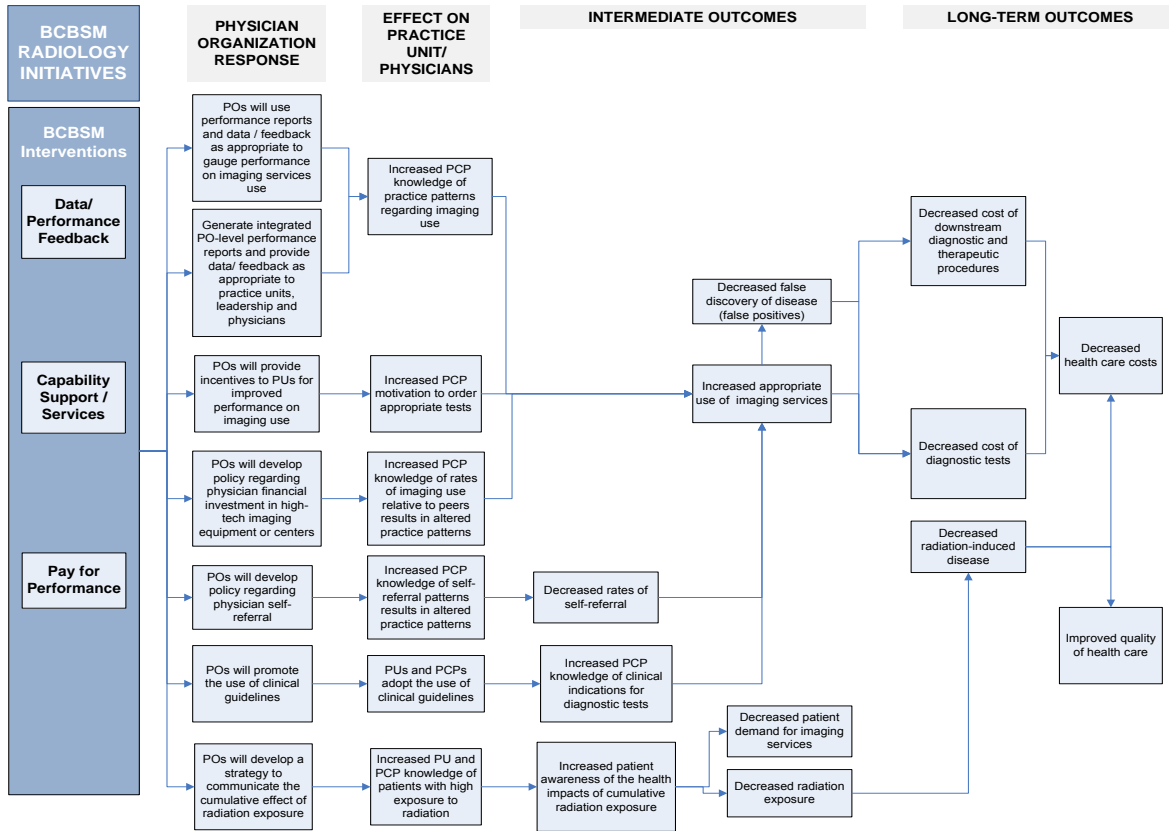 BCBSM
RADIOLOGY
INITIATIVES
PHYSICIAN
ORGANIZATION
RESPONSE
EFFECT ON
PRACTICE
UNIT/
PHYSICIANS
INTERMEDIATE OUTCOMES
LONG-TERM OUTCOMES
BCBSM
Interventions
Data/
Performance
Feedback
Capability
Support /
Services
Pay for
Performance
POs will use
performance reports
and data / feedback
as appropriate to
gauge performance
on imaging services
use
Generate integrated
PO-level performance
reports and provide
data/ feedback as
appropriate to
practice units,
leadership and
physicians
POs will provide
incentives to PUs for
improved
performance on
imaging use
POs will develop
policy regarding
physician financial
investment in high-
tech imaging
equipment or centers
POs will develop
policy regarding
physician self-
referral
POs will promote
the use of clinical
guidelines
POs will develop a
strategy to
communicate the
cumulative effect of
radiation exposure
Increased PCP
knowledge of
practice patterns
regarding imaging
use
Increased PCP
motivation to order
appropriate tests
Increased PCP
knowledge of rates
of imaging use
relative to peers
results in altered
practice patterns
Increased PCP
knowledge of self-
referral patterns
results in altered
practice patterns
PUs and PCPs
adopt the use of
clinical guidelines
Increased PU and
PCP knowledge of
patients with high
exposure to
radiation
Decreased rates of
self-referral
Increased PCP
knowledge of clinical
indications for
diagnostic tests
Increased patient
awareness of the health
impacts of cumulative
radiation exposure
Decreased false
discovery of disease
(false positives)
Increased appropriate
use of imaging services
Decreased patient
demand for imaging
services
Decreased radiation
exposure
Decreased cost of
downstream
diagnostic and
therapeutic
procedures
Decreased cost of
diagnostic tests
Decreased
radiation-induced
disease
Decreased
health care costs
Improved quality
of health care